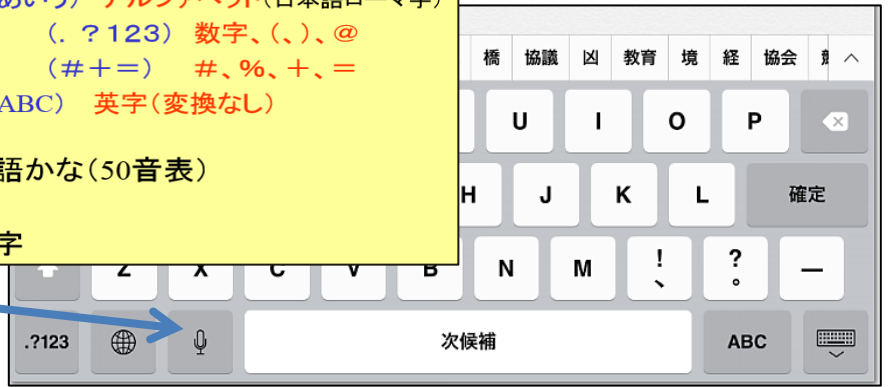 あいう) アルファベット(日本語ローマ字)
(. ?123) 数字、(、)、@
(#+=) #、%、+、=
ABC) 英字(変換なし)
語かな(50音表)
字
橋 協議 凶 教育 境 経 協会
U I O P
H J K L 確定
Z X C V B N M ! 、 ? 。 ー
.?123 次候補 ABC